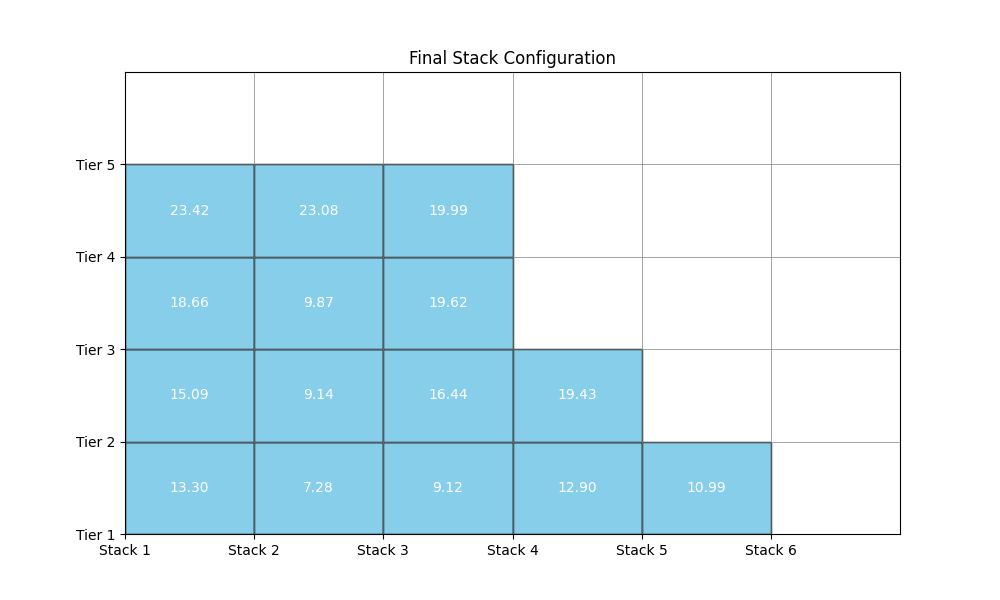 Final Stack Configuration
Tier 5
23.42 23.08 19.99
Tier 4
18.66 9.87 19.62
Tier 3
15.09 9.14 16.44 19.43
Tier 2
13.30 7.28 9.12 12.90 10.99
Tier 1
Stack 1 Stack 2 Stack 3 Stack 4 Stack 5 Stack 6